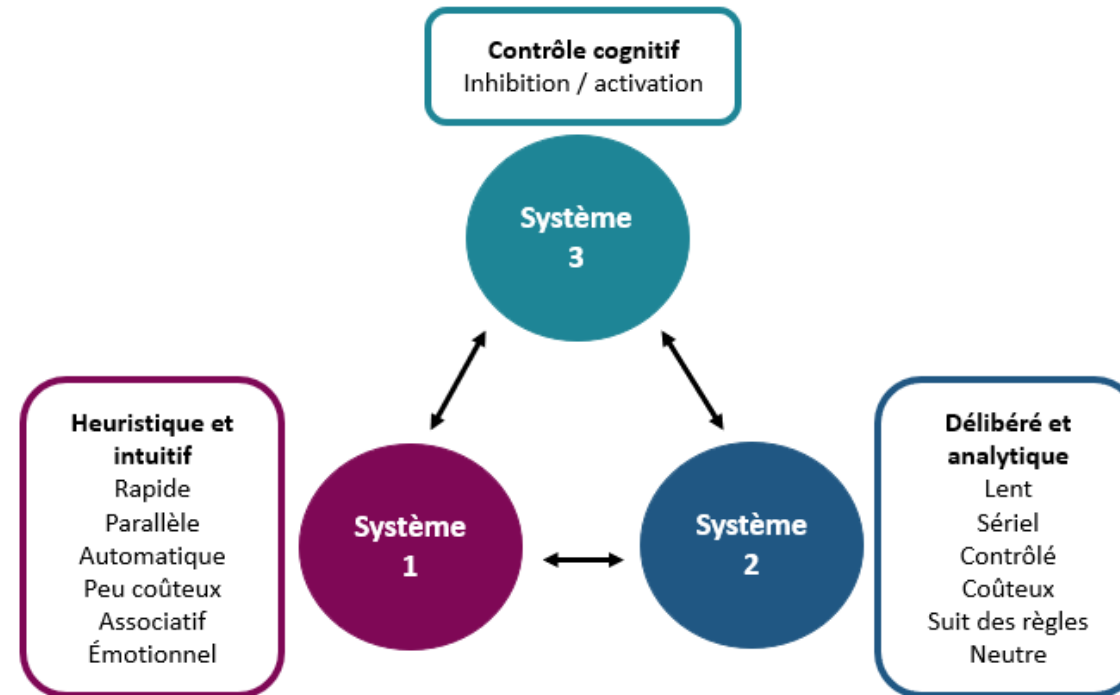 Contrôle cognitif
Inhibition / activation
Système
3
Heuristique et
intuitif
Rapide
Parallèle
Automatique
Peu coûteux
Associatif
Émotionnel
Système
1
Système
2
Délibéré et
analytique
Lent
Sériel
Contrôlé
Coûteux
Suit des règles
Neutre